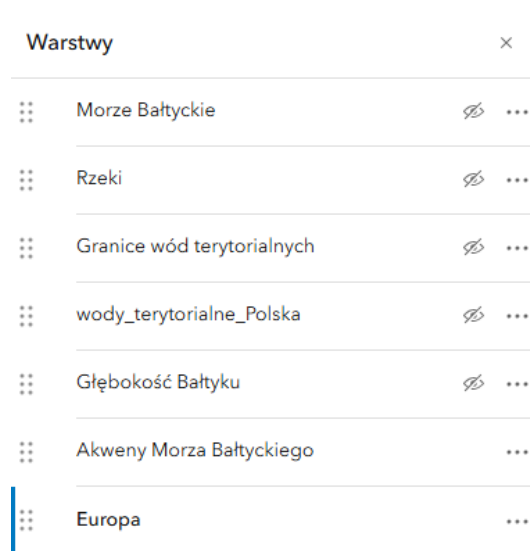 Warstwy
Morze Bałtyckie
Rzeki
Granice wód terytorialnych
wody_terytorialne_Polska
Głębokość Bałtyku
Akweny Morza Bałtyckiego
Europa